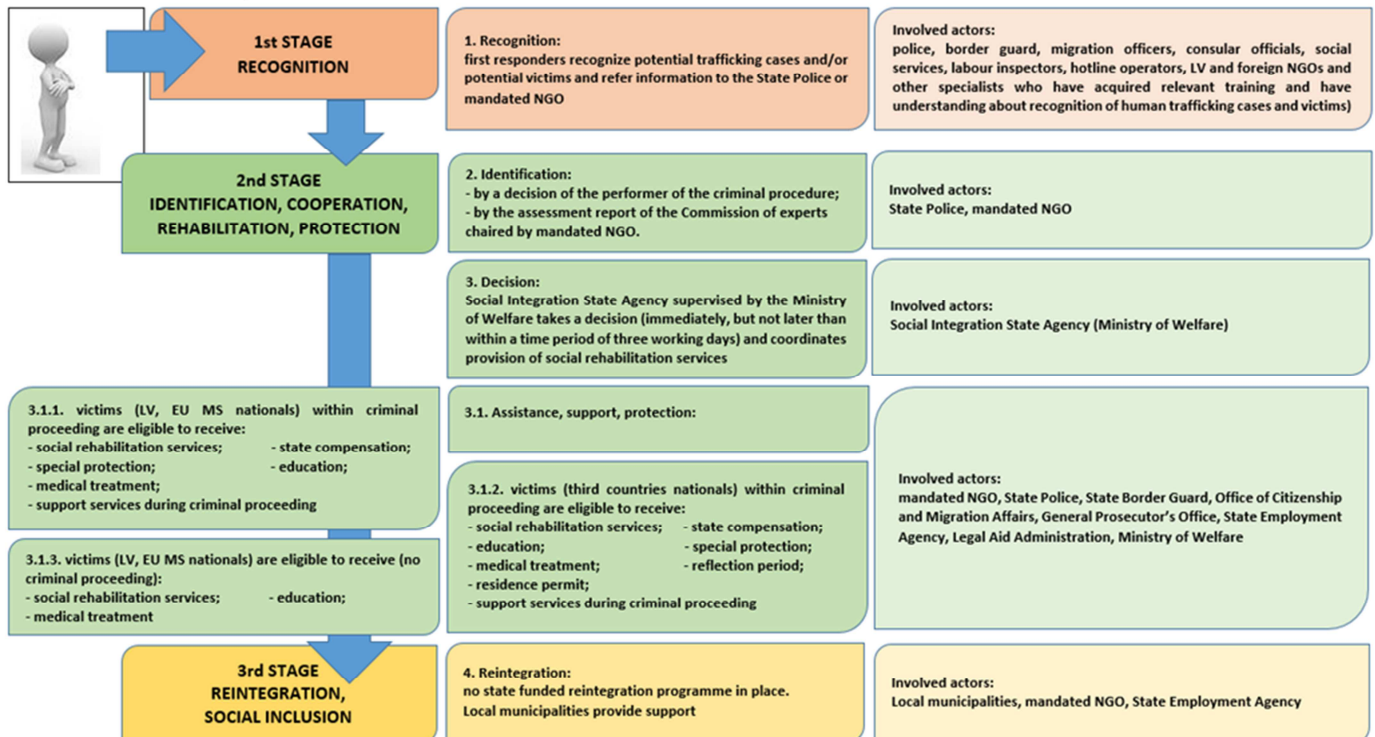 1st STAGE
RECOGNITION
1. Recognition:
first responders recognize potential trafficking cases and/or
potential victims and refer information to the State Police or
mandated NGO
Involved actors:
police, border guard, migration officers, consular officials, social
services, labour inspectors, hotline operators, LV and foreign NGOs and
other specialists who have acquired relevant training and have
understanding about recognition of human trafficking cases and victims)
2nd STAGE
IDENTIFICATION, COOPERATION,
REHABILITATION, PROTECTION
2. Identification:
- by a decision of the performer of the criminal procedure;
- by the assessment report of the Commission of experts
chaired by mandated NGO.
Involved actors:
State Police, mandated NGO
3. Decision:
Social Integration State Agency supervised by the Ministry
of Welfare takes a decision (immediately, but not later than
within a time period of three working days) and coordinates
provision of social rehabilitation services
Involved actors:
Social Integration State Agency (Ministry of Welfare)
3.1. Assistance, support, protection:
3.1.1. victims (LV, EU MS nationals) within criminal
proceeding are eligible to receive:
- social rehabilitation services; - state compensation;
- special protection; - education;
- medical treatment;
- support services during criminal proceeding
3.1.2. victims (third countries nationals) within criminal
proceeding are eligible to receive:
- social rehabilitation services; - state compensation;
- education; - special protection;
- medical treatment; - reflection period;
- residence permit;
- support services during criminal proceeding
3.1.3. victims (LV, EU MS nationals) are eligible to receive (no
criminal proceeding):
- social rehabilitation services; - education;
- medical treatment
Involved actors:
mandated NGO, State Police, State Border Guard, Office of Citizenship
and Migration Affairs, General Prosecutor's Office, State Employment
Agency, Legal Aid Administration, Ministry of Welfare
3rd STAGE
REINTEGRATION,
SOCIAL INCLUSION
4. Reintegration:
no state funded reintegration programme in place.
Local municipalities provide support
Involved actors:
Local municipalities, mandated NGO, State Employment Agency